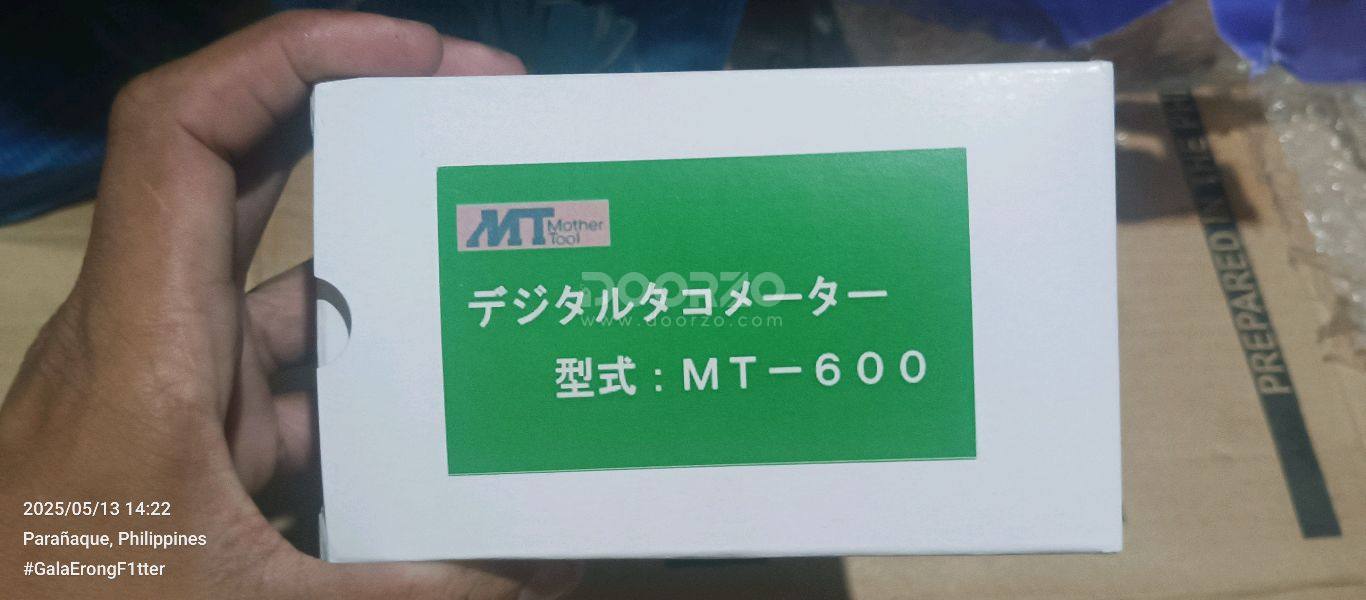 MT Mother Tool
デジタルタコメーター
DOORZO
www.doorzo.com
型式：ＭＴ－６００
PREPARED IN THE PH
2025/05/13 14:22
Parañaque, Philippines
#GalaErongF1tter